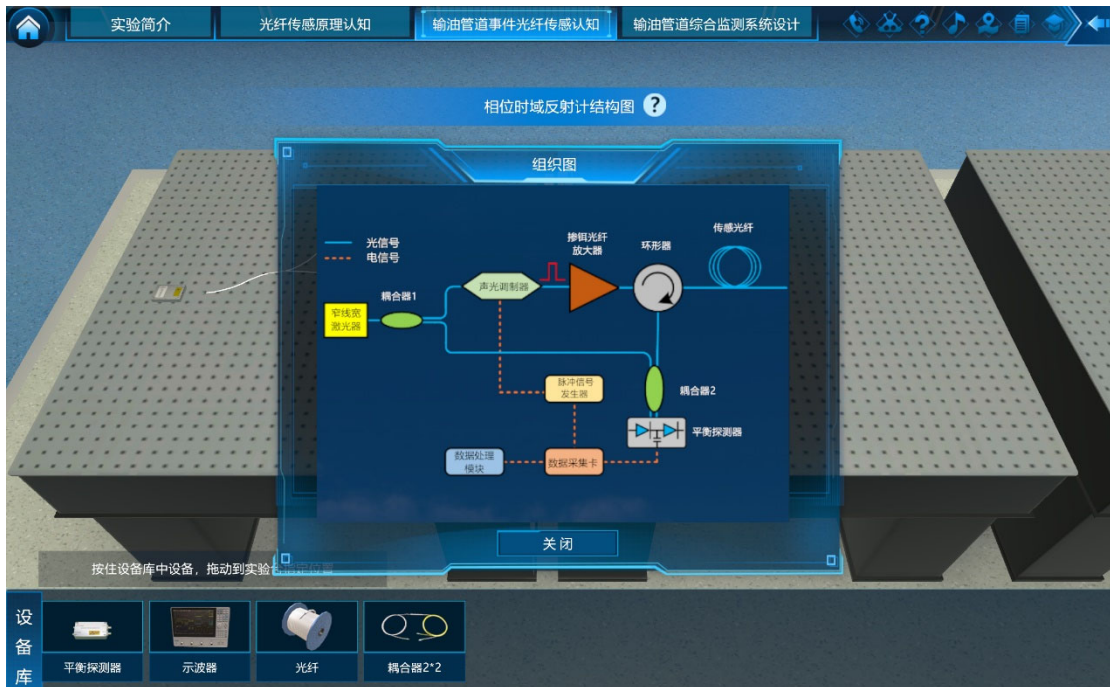 实验简介
光纤传感原理认知
输油管道事件光纤传感认知
输油管道综合监测系统设计
相位时域反射计结构图 ?
组织图
光信号
电信号
掺铒光纤
放大器
环形器
传感光纤
声光调制器
耦合器1
窄线宽
激光器
脉冲信号
发生器
耦合器2
平衡探测器
数据处理
模块
数据采集卡
关闭
按住设备库中设备，拖动到实验台指定位置
设备库
平衡探测器
示波器
光纤
耦合器2*2